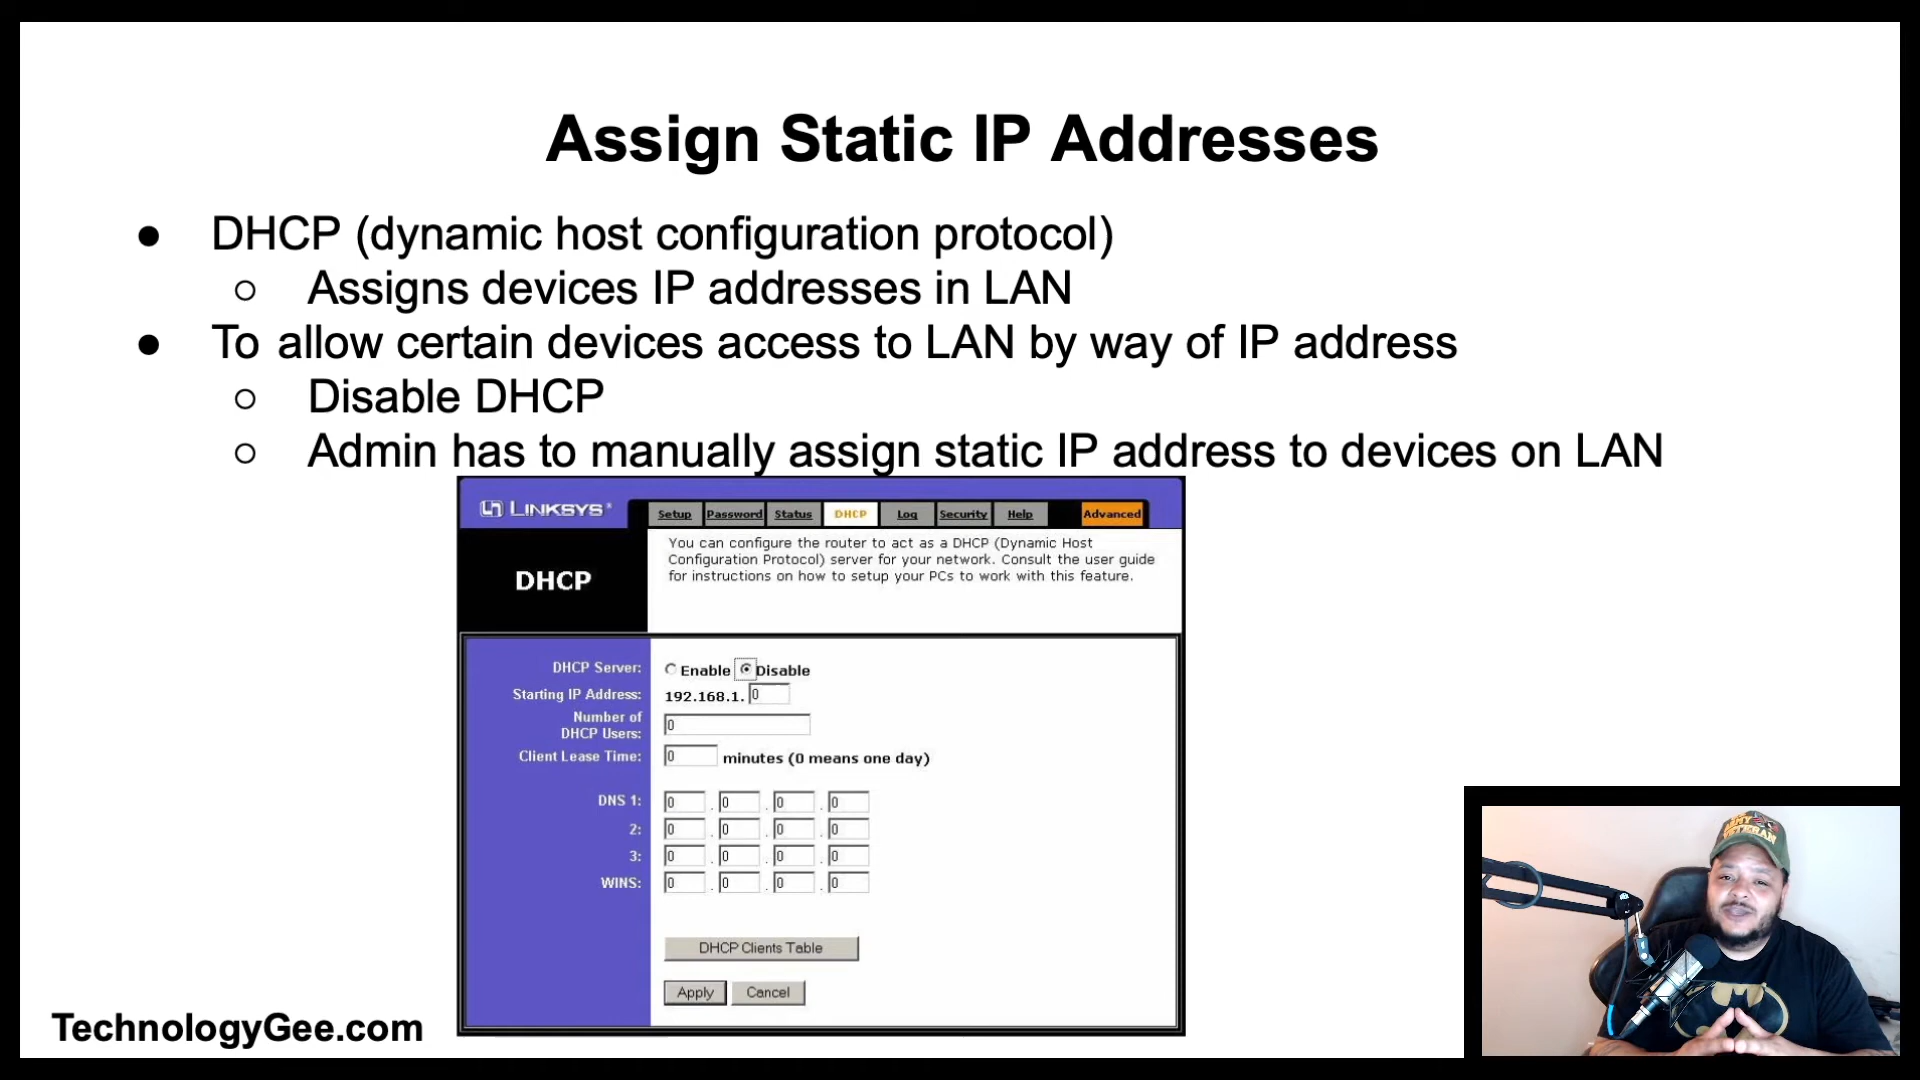 Assign Static IP Addresses
● DHCP (dynamic host configuration protocol)
○ Assigns devices IP addresses in LAN
● To allow certain devices access to LAN by way of IP address
○ Disable DHCP
○ Admin has to manually assign static IP address to devices on LAN
LINKSYS®
Setup Password Status DHCP Log Security Help Advanced
DHCP
You can configure the router to act as a DHCP (Dynamic Host
Configuration Protocol) server for your network. Consult the user guide
for instructions on how to setup your PCs to work with this feature.
DHCP Server: Enable Disable
Starting IP Address: 192.168.1. 0
Number of
DHCP Users: 0
Client Lease Time: 0 minutes (0 means one day)
DNS 1: 0 . 0 . 0 . 0
2: 0 . 0 . 0 . 0
3: 0 . 0 . 0 . 0
WINS: 0 . 0 . 0 . 0
DHCP Clients Table
Apply Cancel
TechnologyGee.com
ARMY
VETERAN